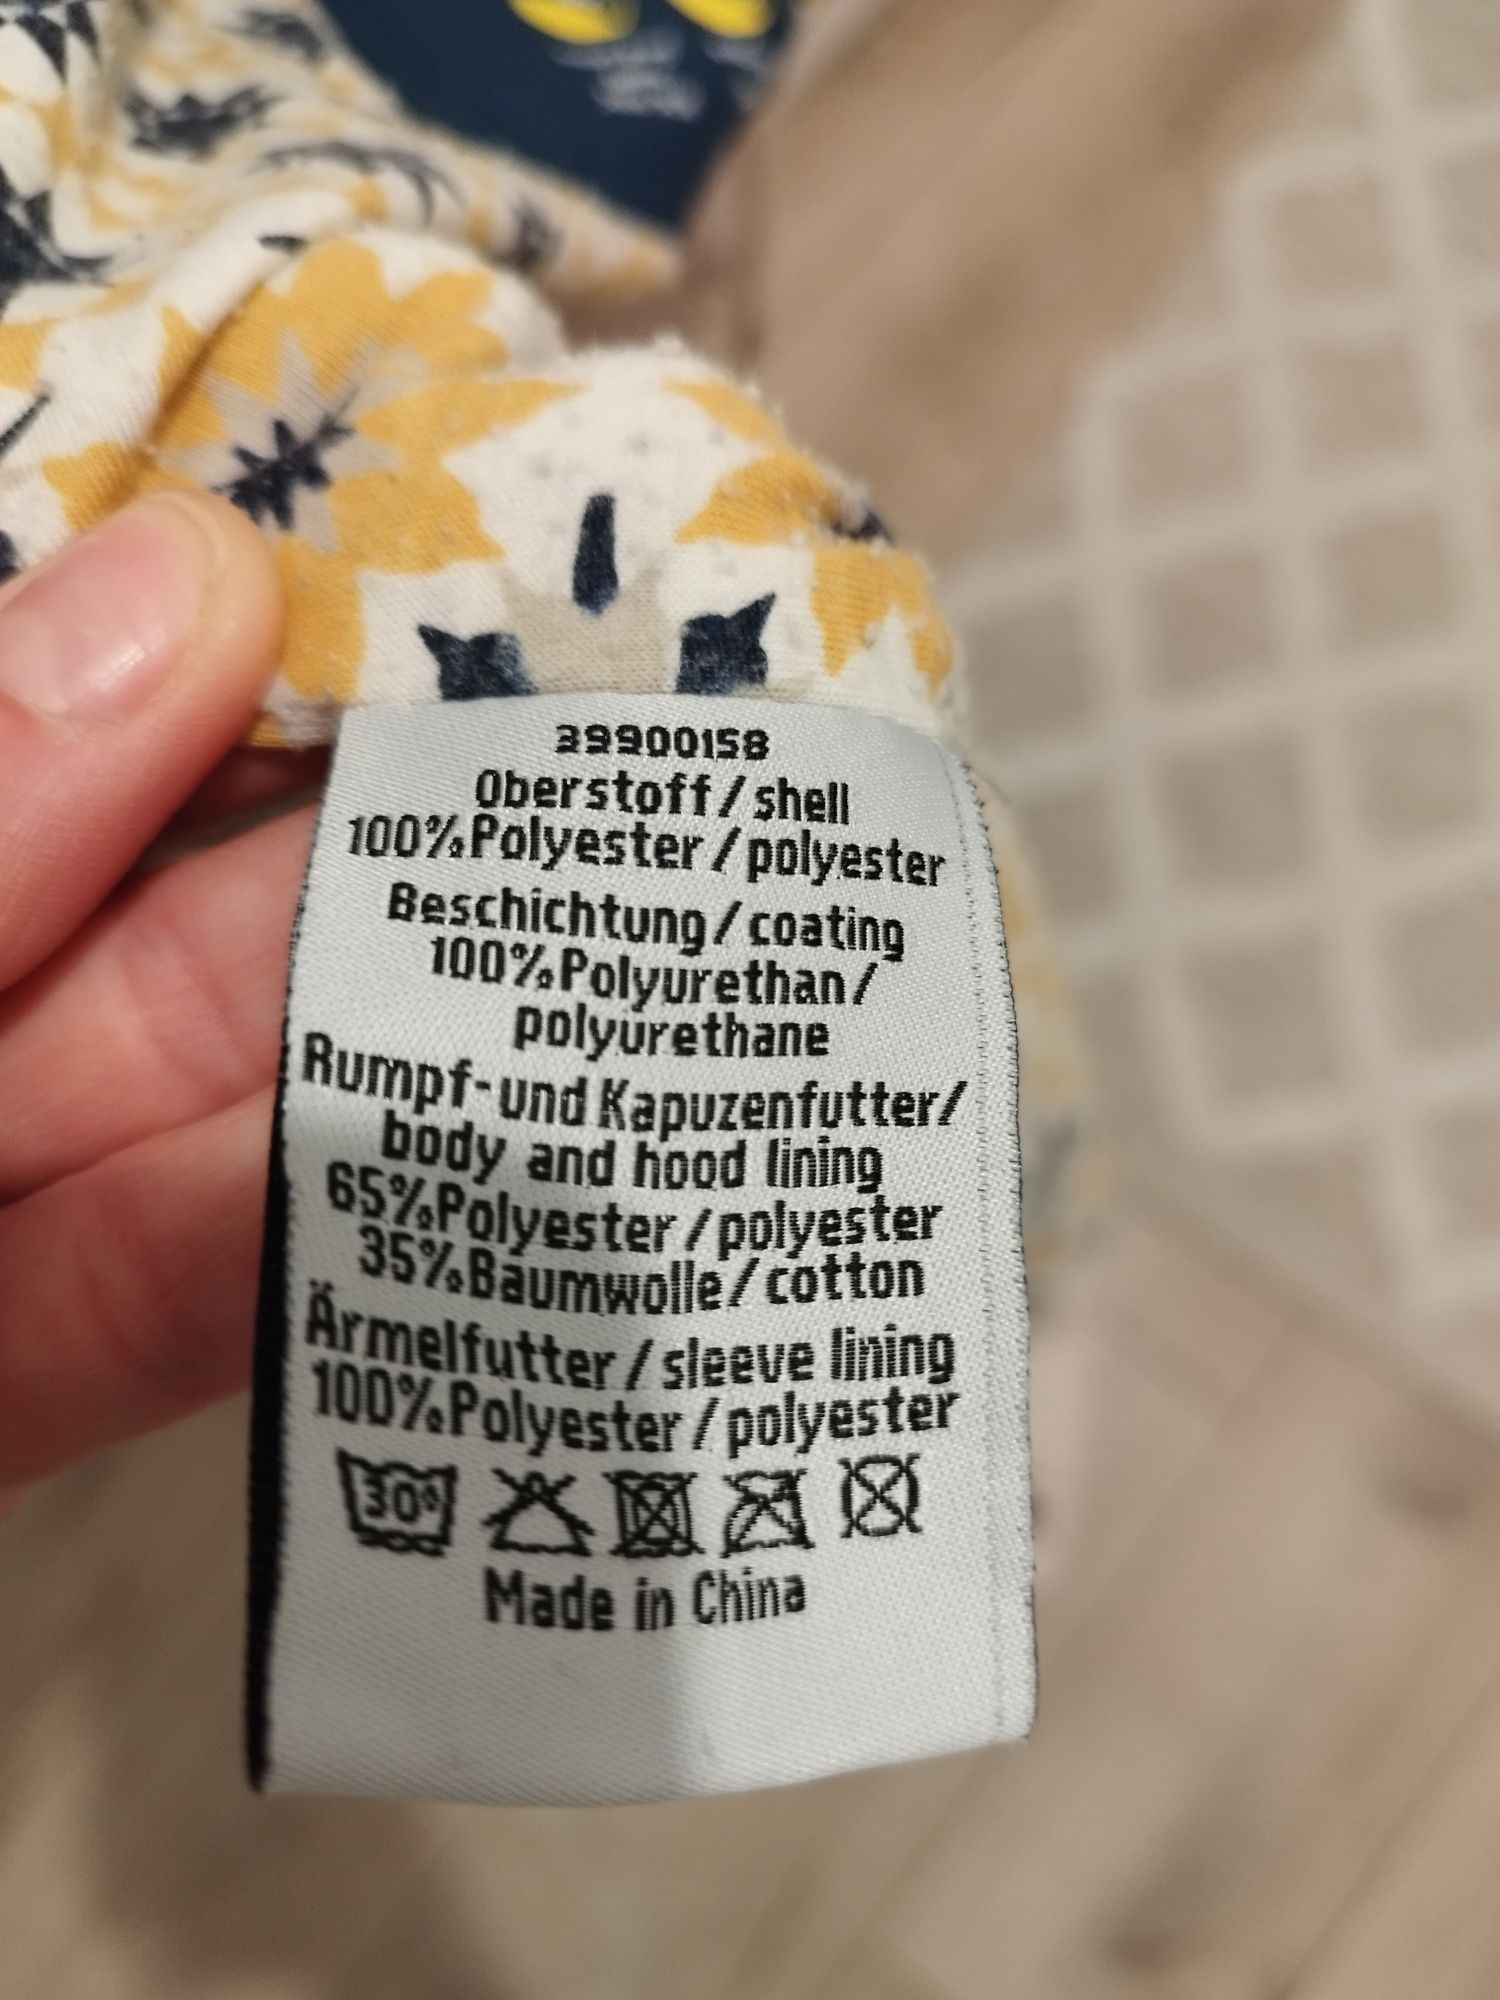 39900158
Oberstoff/shell
100%Polyester/polyester
Beschichtung/coating
100%Polyurethan/
polyurethane
Rumpf-und Kapuzenfutter/
body and hood lining
65%Polyester/polyester
35%Baumwolle/cotton
Ärmelfutter/sleeve lining
100%Polyester/polyester
30°
Made in China